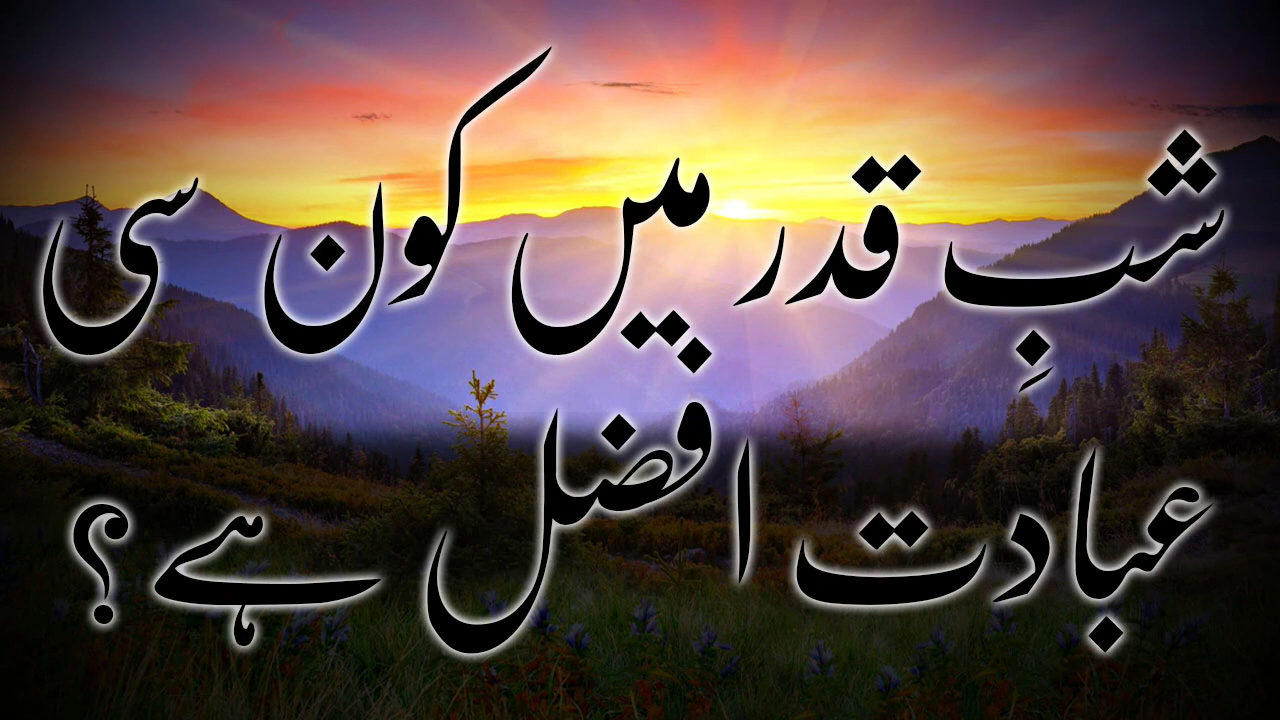 شبِ قدر میں کون سی
عبادت افضل ہے؟